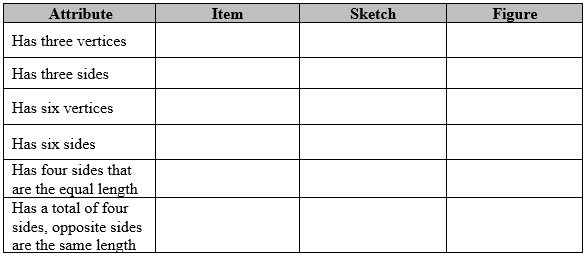 Attribute Item Sketch Figure
Has three vertices
Has three sides
Has six vertices
Has six sides
Has four sides that
are the equal length
Has a total of four
sides, opposite sides
are the same length